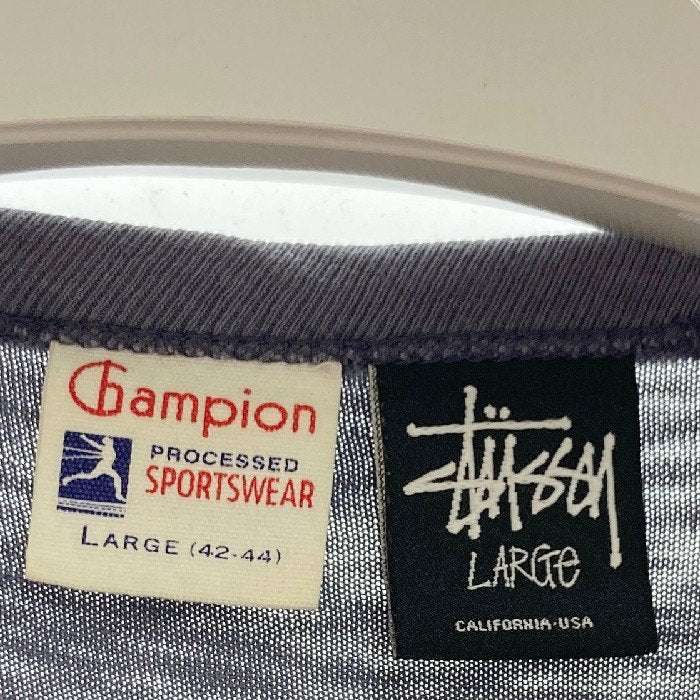 Champion
PROCESSED
SPORTSWEAR
LARGE (42-44)
Stüssy
LARGE
CALIFORNIA·USA